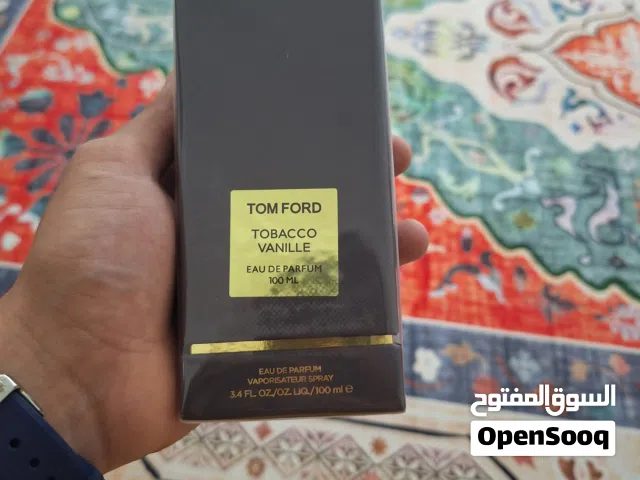 TOM FORD
TOBACCO
VANILLE
EAU DE PARFUM
100 ML
EAU DE PARFUM
VAPORISATEUR SPRAY
3.4 FL. OZ./OZ. LIQ./100 ml e
السوق المفتوح
OpenSooq